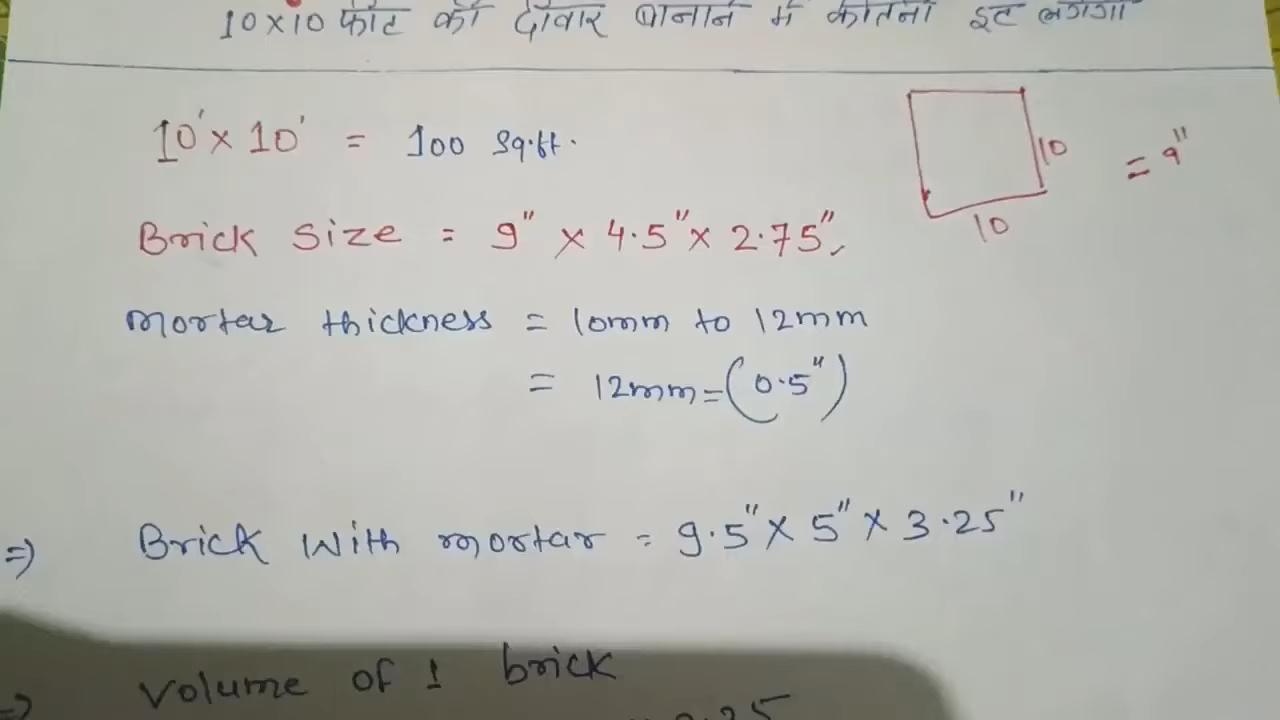 10x10 फीट की दीवार बानाने में कीतना इट लगेगा
10' x 10' = 100 Sq.ft.
10
10
= 9"
Brick Size = 9" x 4.5" x 2.75"
mortar thickness = 10mm to 12mm
= 12mm = (0.5")
=> Brick With mortar = 9.5" x 5" x 3.25"
=> Volume of 1 brick